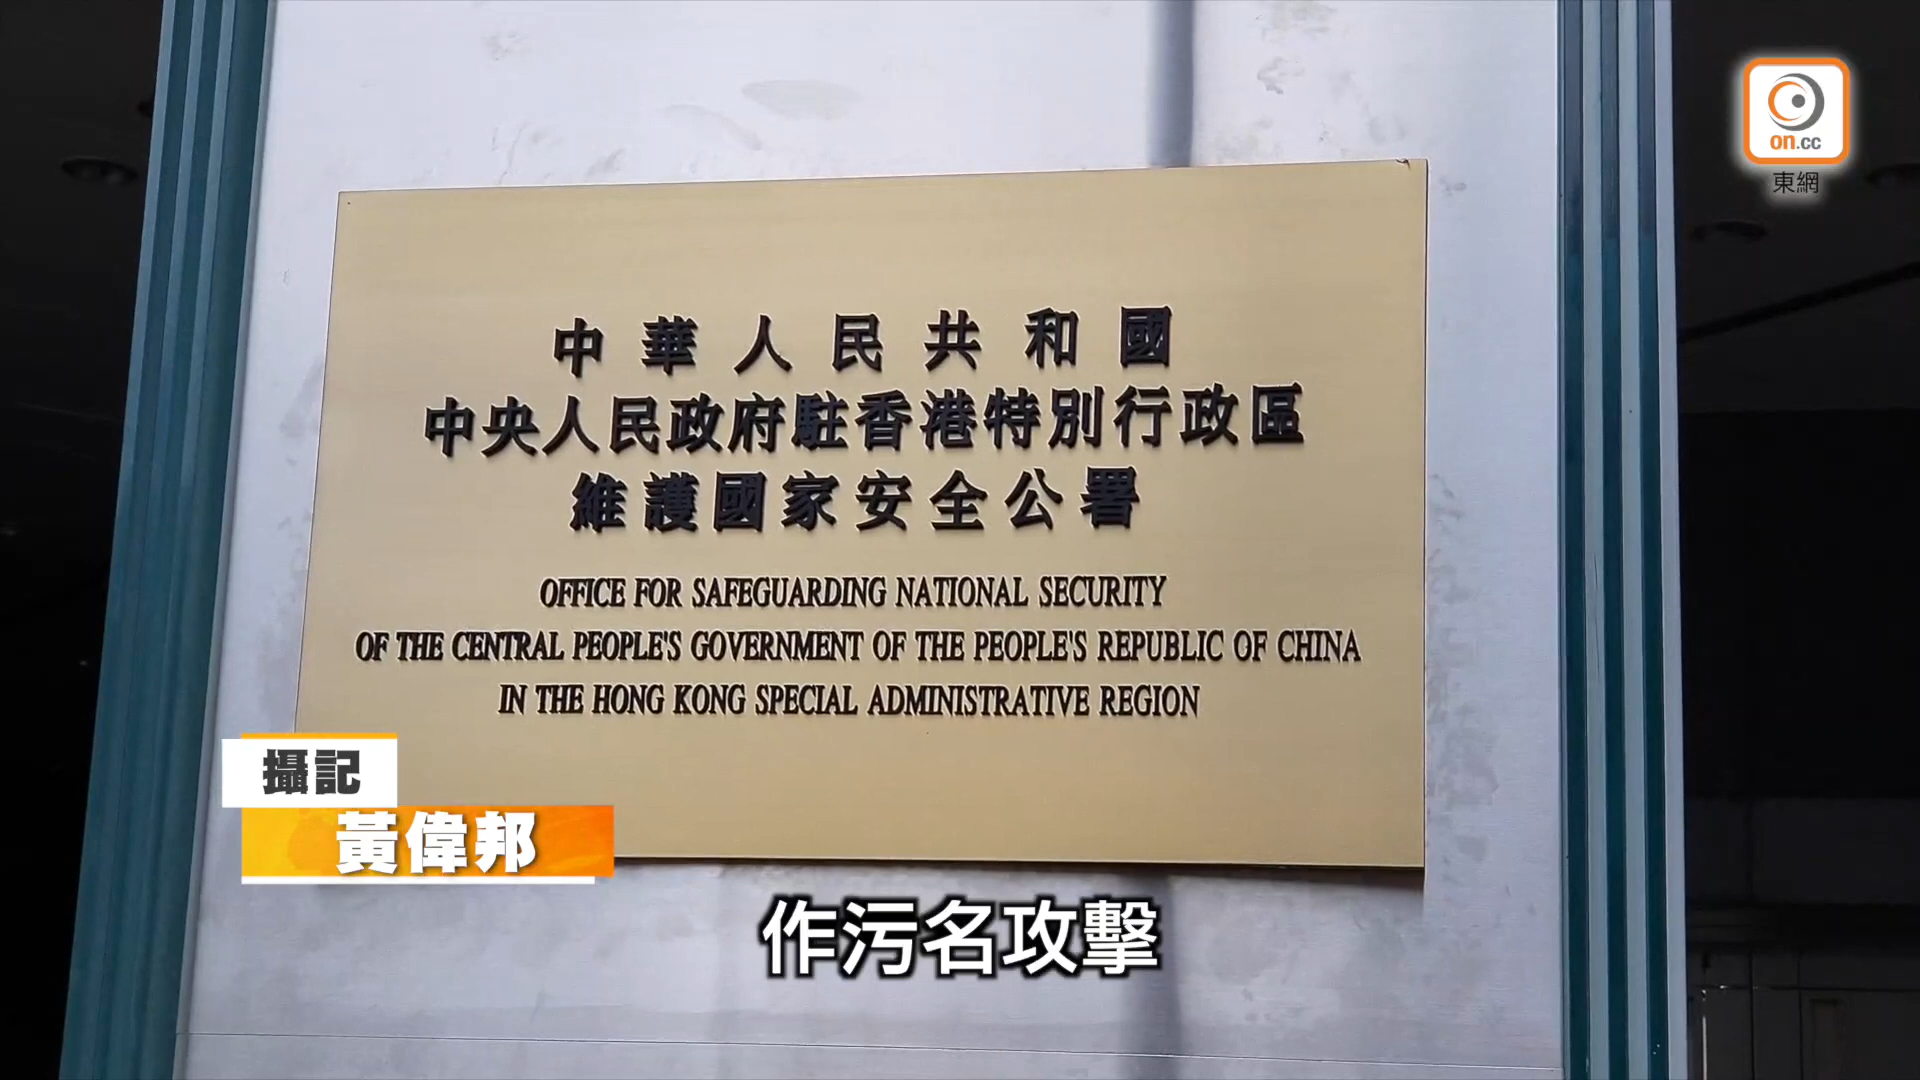 on.cc
東網
中華人民共和國
中央人民政府駐香港特別行政區
維護國家安全公署
OFFICE FOR SAFEGUARDING NATIONAL SECURITY
OF THE CENTRAL PEOPLE'S GOVERNMENT OF THE PEOPLE'S REPUBLIC OF CHINA
IN THE HONG KONG SPECIAL ADMINISTRATIVE REGION
攝記
黃偉邦
作污名攻擊